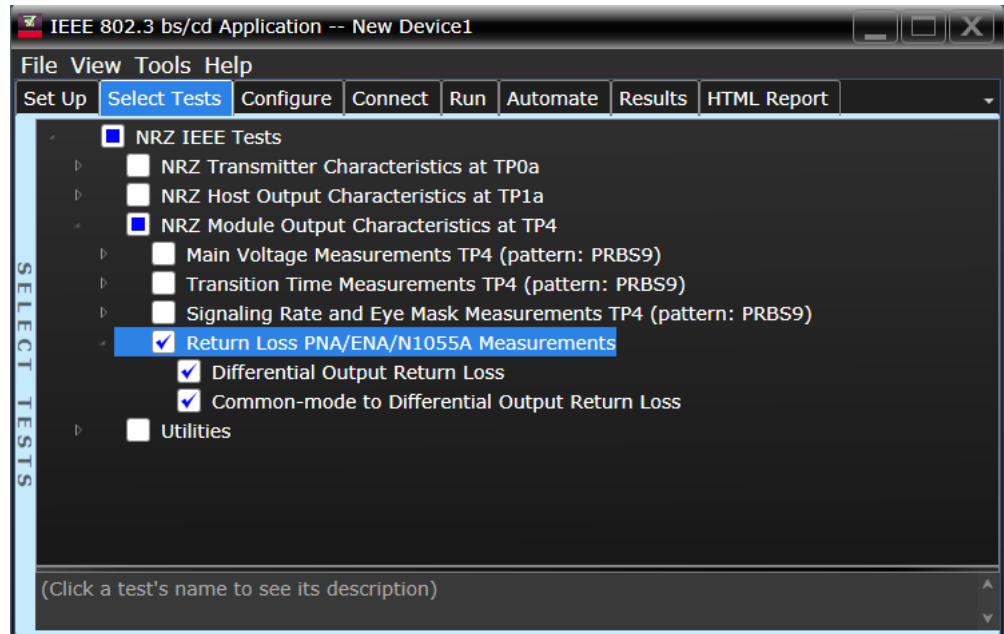 IEEE 802.3 bs/cd Application -- New Device1
File View Tools Help
Set Up Select Tests Configure Connect Run Automate Results HTML Report
SELECT TESTS
NRZ IEEE Tests
NRZ Transmitter Characteristics at TP0a
NRZ Host Output Characteristics at TP1a
NRZ Module Output Characteristics at TP4
Main Voltage Measurements TP4 (pattern: PRBS9)
Transition Time Measurements TP4 (pattern: PRBS9)
Signaling Rate and Eye Mask Measurements TP4 (pattern: PRBS9)
Return Loss PNA/ENA/N1055A Measurements
Differential Output Return Loss
Common-mode to Differential Output Return Loss
Utilities
(Click a test's name to see its description)